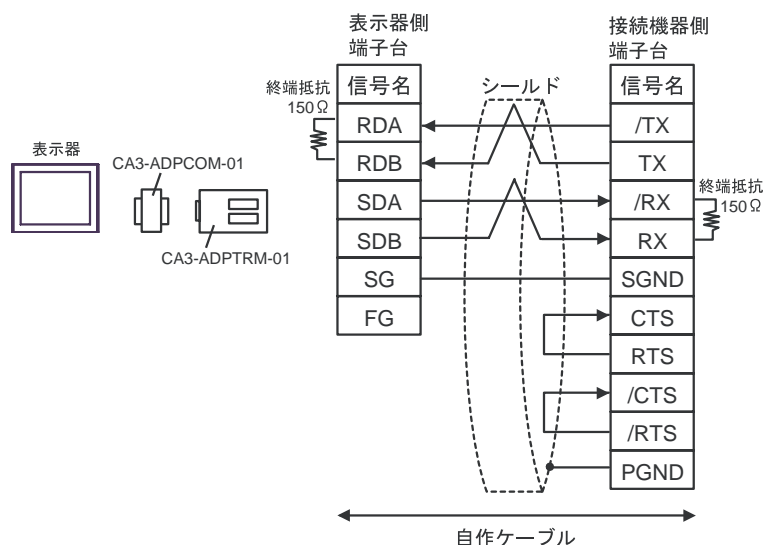 表示器側
端子台
接続機器側
端子台
終端抵抗
150Ω
信号名
RDA
RDB
SDA
SDB
SG
FG
シールド
信号名
/TX
TX
/RX
RX
SGND
CTS
RTS
/CTS
/RTS
PGND
終端抵抗
150Ω
表示器
CA3-ADPCOM-01
CA3-ADPTRM-01
自作ケーブル